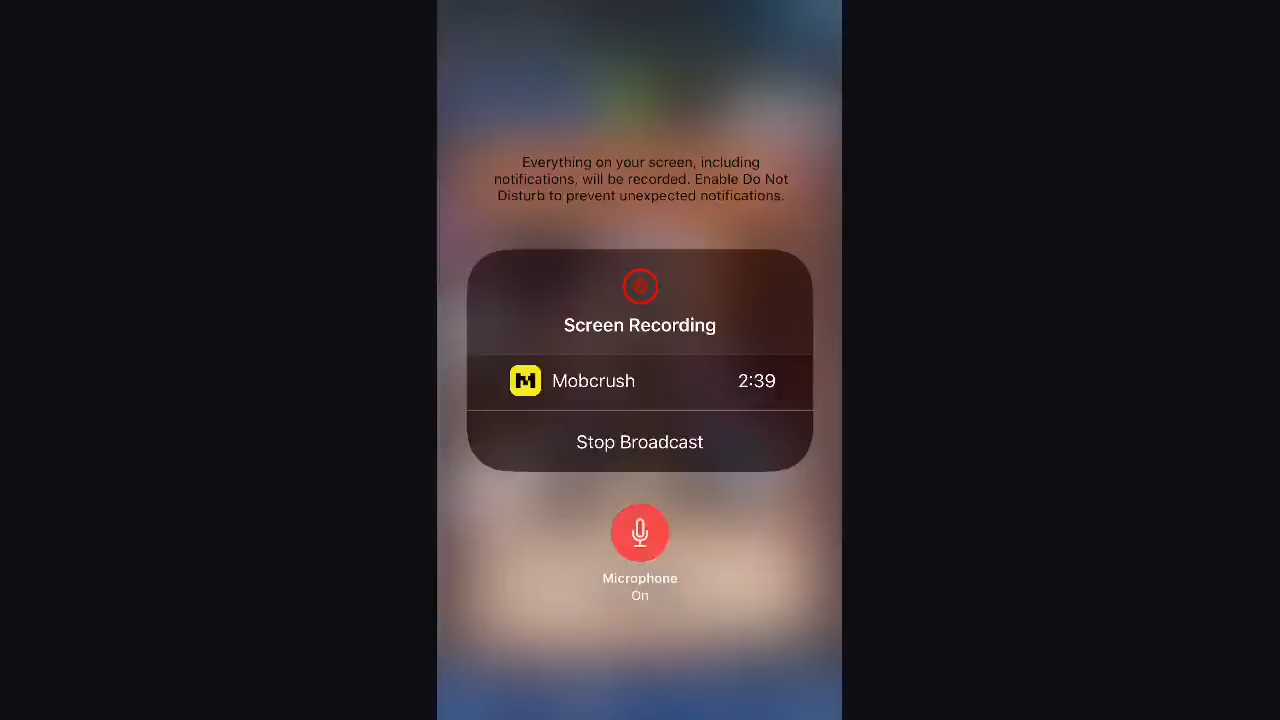 Everything on your screen, including
notifications, will be recorded. Enable Do Not
Disturb to prevent unexpected notifications.
Screen Recording
Mobcrush 2:39
Stop Broadcast
Microphone
On